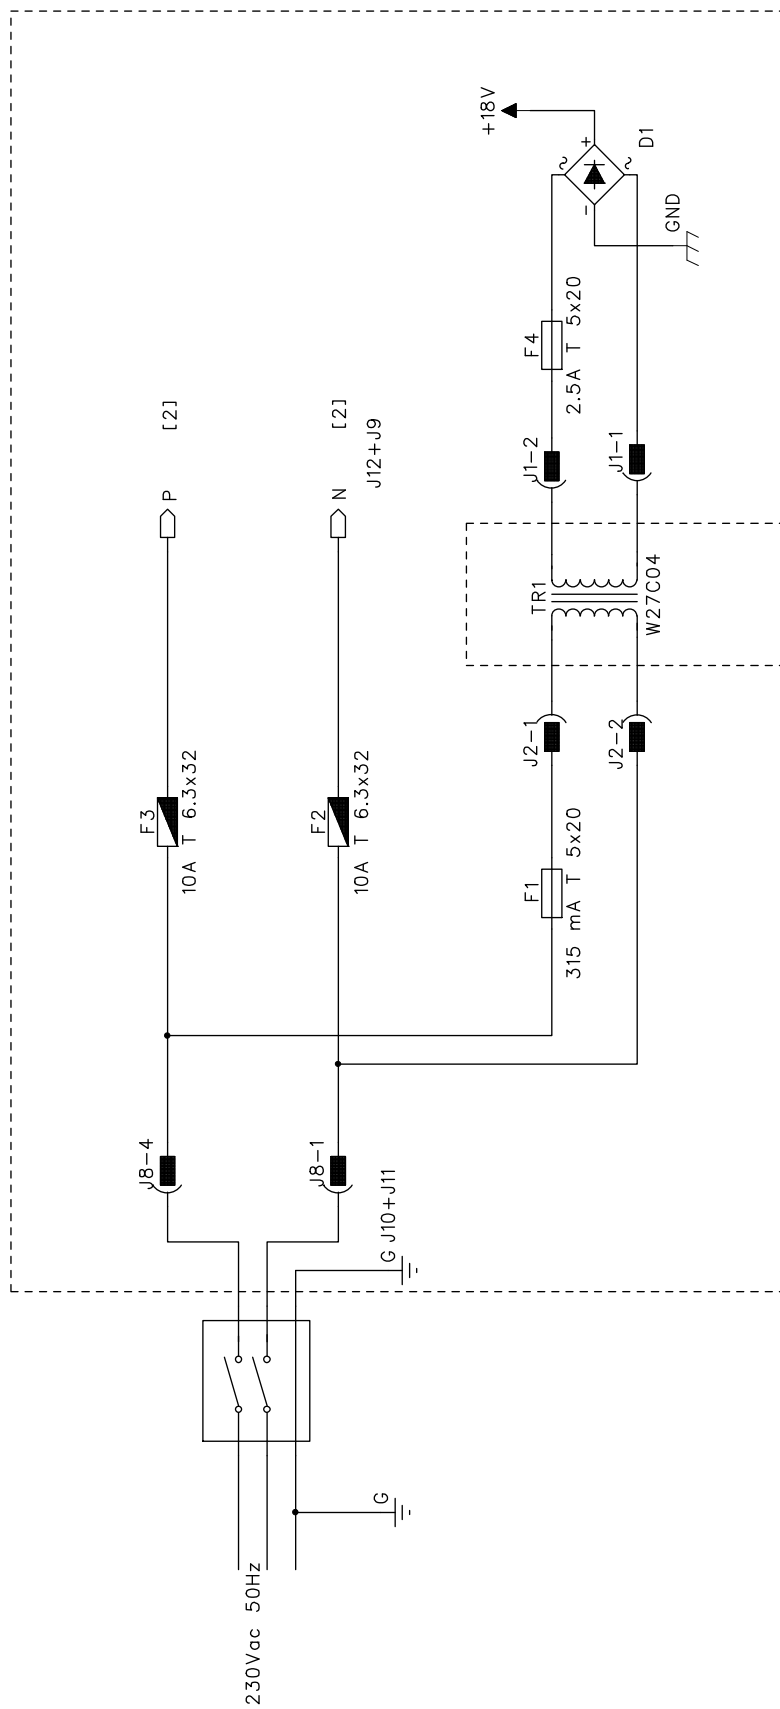 230Vac 50Hz
G
G J10+J11
J8-4
J8-1
F3
10A T 6.3x32
F2
10A T 6.3x32
P [2]
N [2]
J12+J9
F1
315 mA T 5x20
J2-1
J2-2
TR1
W27C04
J1-2
J1-1
F4
2.5A T 5x20
GND
D1
~
~
+
-
+18V